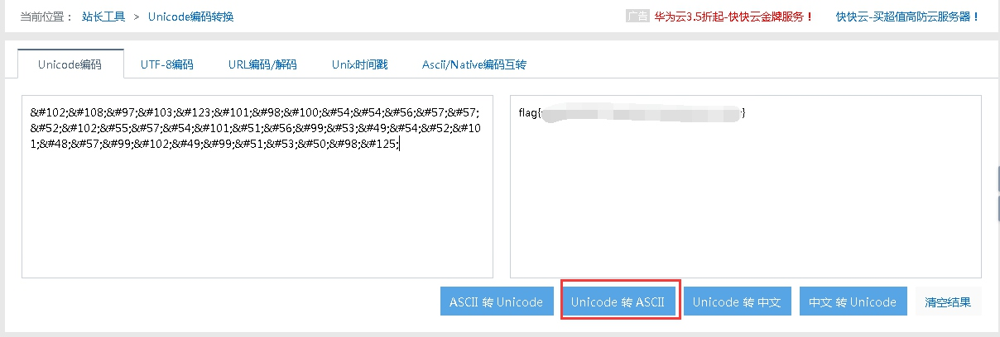 当前位置： 站长工具 > Unicode编码转换
广告 华为云3.5折起-快快云金牌服务！ 快快云-买超值高防云服务器！
Unicode编码 UTF-8编码 URL编码/解码 Unix时间戳 Ascii/Native编码互转
&#102;&#108;&#97;&#103;&#123;&#101;&#98;&#100;&#54;&#54;&#56;&#57;&#57;
&#52;&#102;&#55;&#57;&#54;&#101;&#51;&#56;&#99;&#53;&#49;&#54;&#52;&#10
1;&#48;&#57;&#99;&#102;&#49;&#99;&#51;&#53;&#50;&#98;&#125;
flag{ }
ASCII 转 Unicode Unicode 转 ASCII Unicode 转 中文 中文 转 Unicode 清空结果